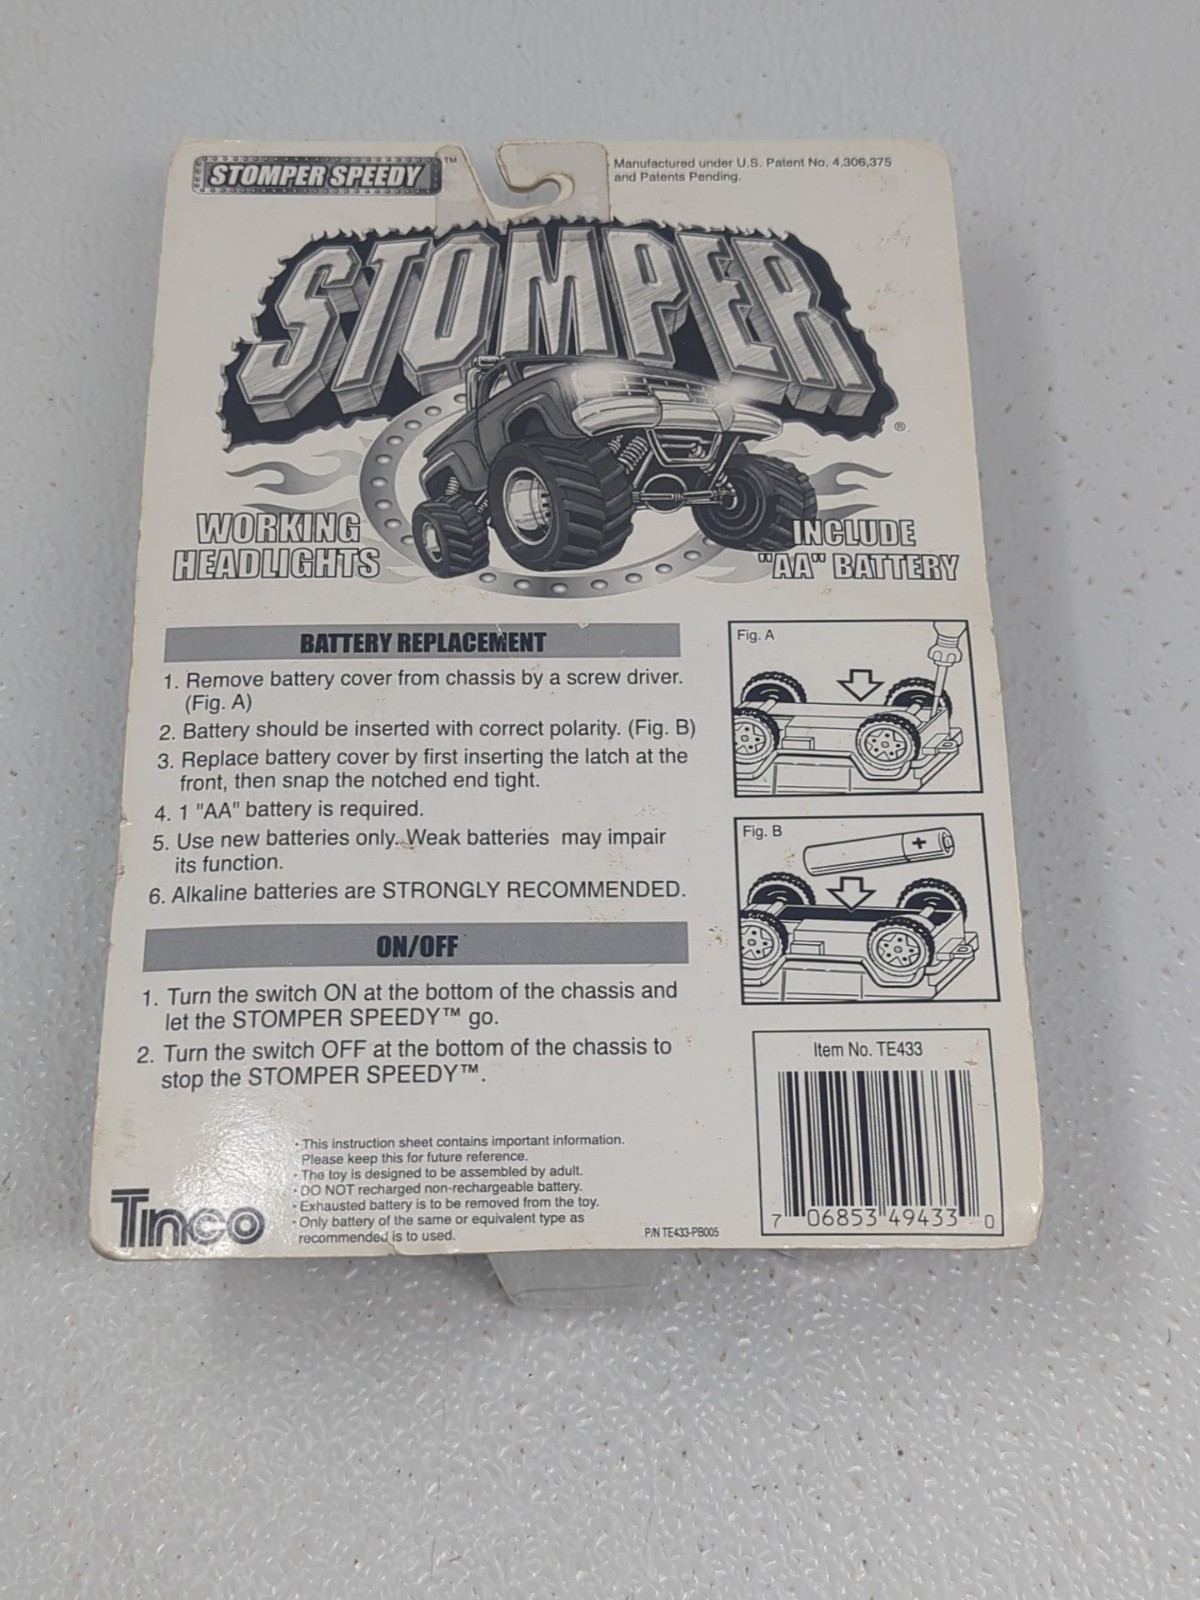 STOMPER SPEEDY™
Manufactured under U.S. Patent No. 4,306,375
and Patents Pending.
STOMPER®
WORKING
HEADLIGHTS
INCLUDE
"AA" BATTERY
BATTERY REPLACEMENT
1. Remove battery cover from chassis by a screw driver.
(Fig. A)
2. Battery should be inserted with correct polarity. (Fig. B)
3. Replace battery cover by first inserting the latch at the
front, then snap the notched end tight.
4. 1 "AA" battery is required.
5. Use new batteries only. Weak batteries may impair
its function.
6. Alkaline batteries are STRONGLY RECOMMENDED.
Fig. A
Fig. B
+
ON/OFF
1. Turn the switch ON at the bottom of the chassis and
let the STOMPER SPEEDY™ go.
2. Turn the switch OFF at the bottom of the chassis to
stop the STOMPER SPEEDY™.
Item No. TE433
7 06853 49433 0
Tinco
• This instruction sheet contains important information.
Please keep this for future reference.
• The toy is designed to be assembled by adult.
• DO NOT recharged non-rechargeable battery.
• Exhausted battery is to be removed from the toy.
• Only battery of the same or equivalent type as
recommended is to used.
P/N TE433-PB005